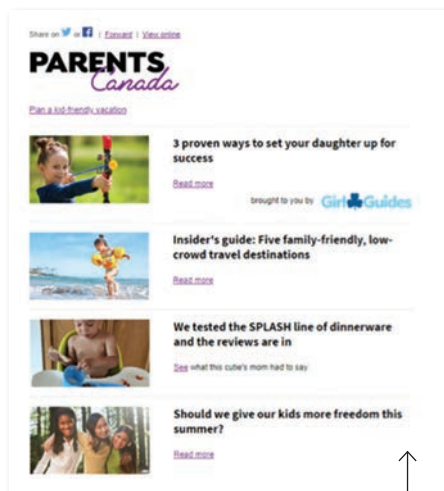 Share on or | Forward | View online
PARENTS
Canada
Plan a kid-friendly vacation
3 proven ways to set your daughter up for
success
Read more
brought to you by Girl Guides
Insider's guide: Five family-friendly, low-
crowd travel destinations
Read more
We tested the SPLASH line of dinnerware
and the reviews are in
See what this cutie's mom had to say
Should we give our kids more freedom this
summer?
Read more